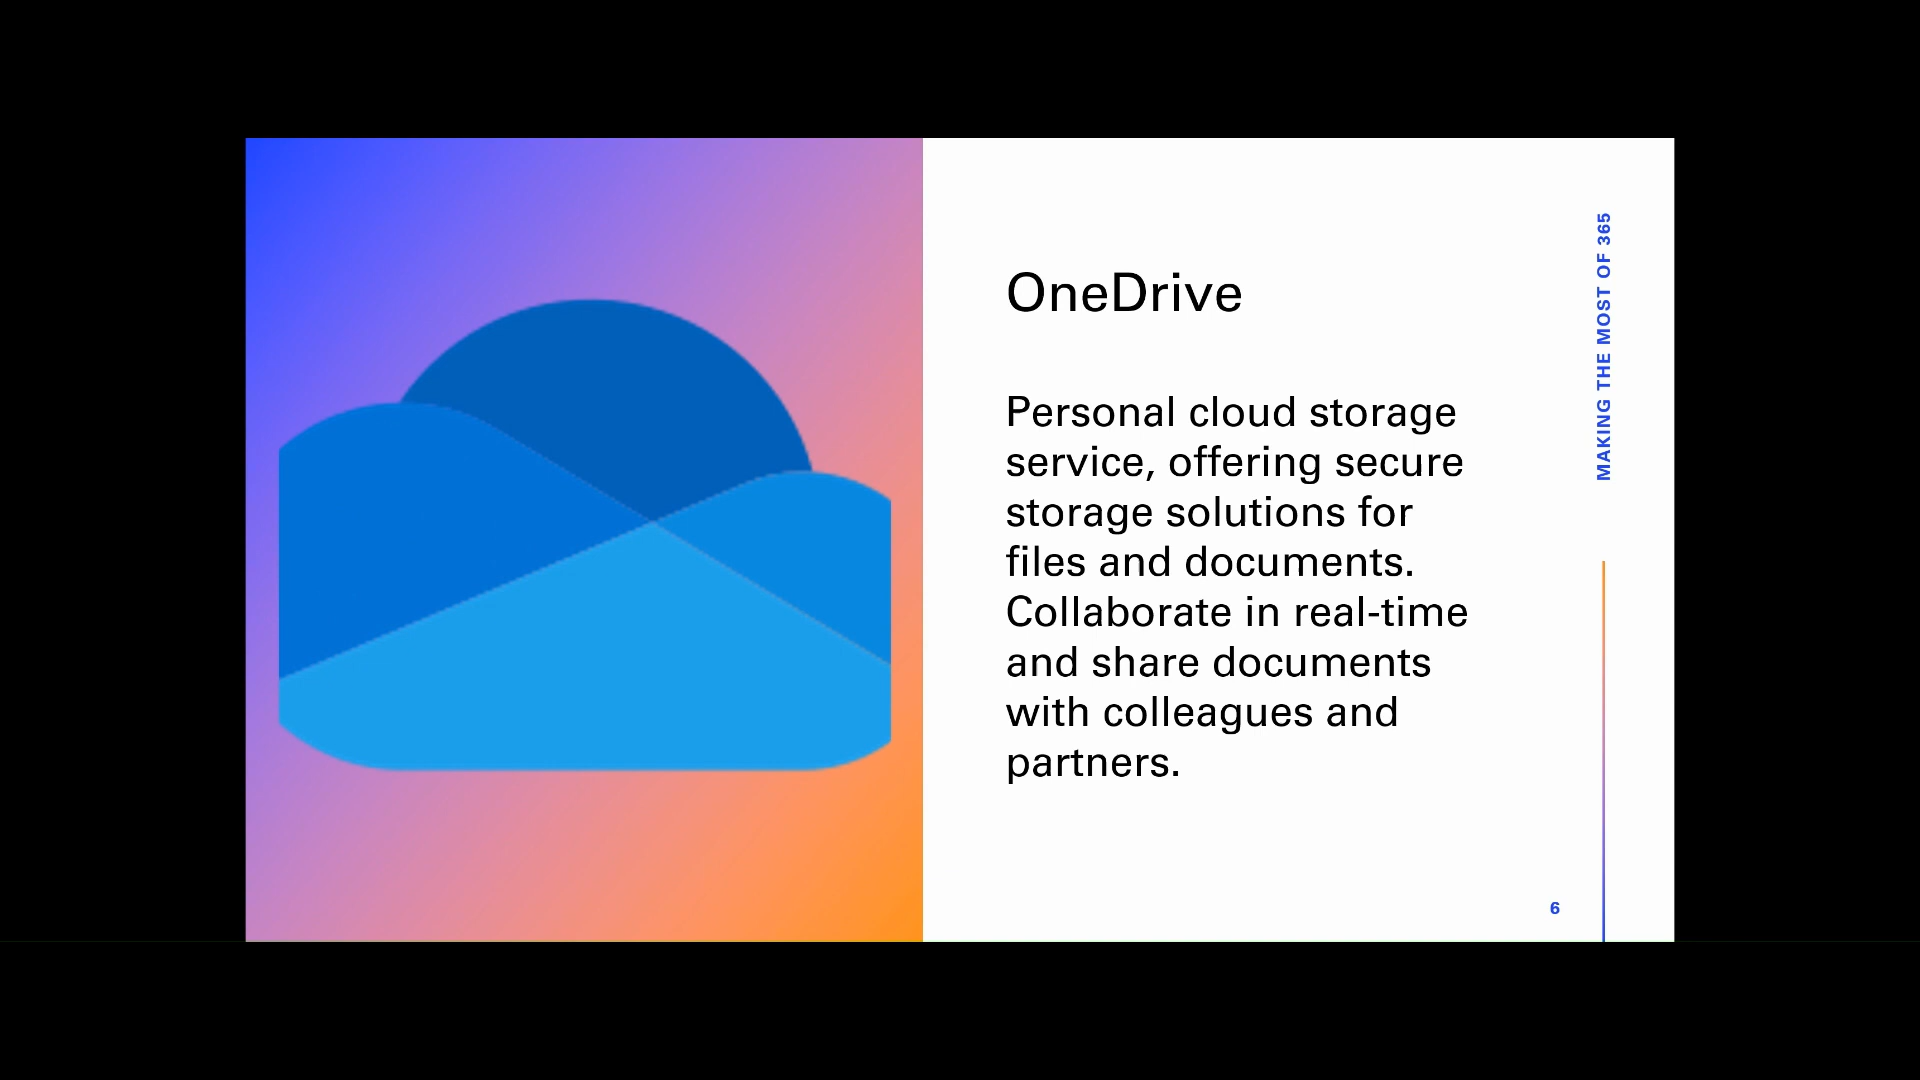 OneDrive
Personal cloud storage
service, offering secure
storage solutions for
files and documents.
Collaborate in real-time
and share documents
with colleagues and
partners.
MAKING THE MOST OF 365
6